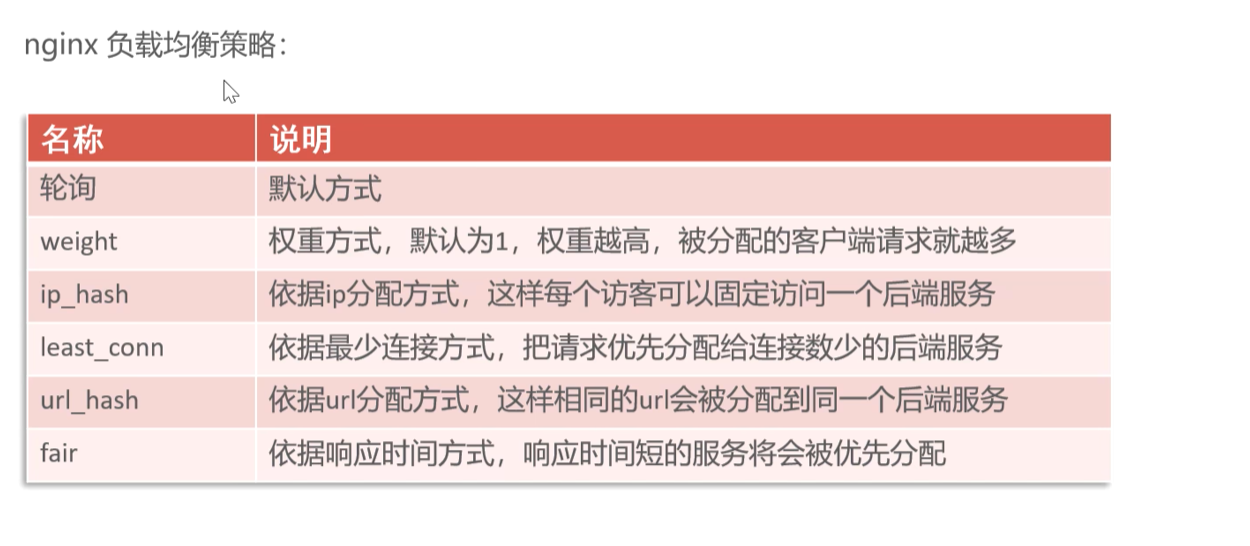 nginx 负载均衡策略：
名称 说明
轮询 默认方式
weight 权重方式，默认为1，权重越高，被分配的客户端请求就越多
ip_hash 依据ip分配方式，这样每个访客可以固定访问一个后端服务
least_conn 依据最少连接方式，把请求优先分配给连接数少的后端服务
url_hash 依据url分配方式，这样相同的url会被分配到同一个后端服务
fair 依据响应时间方式，响应时间短的服务将会被优先分配